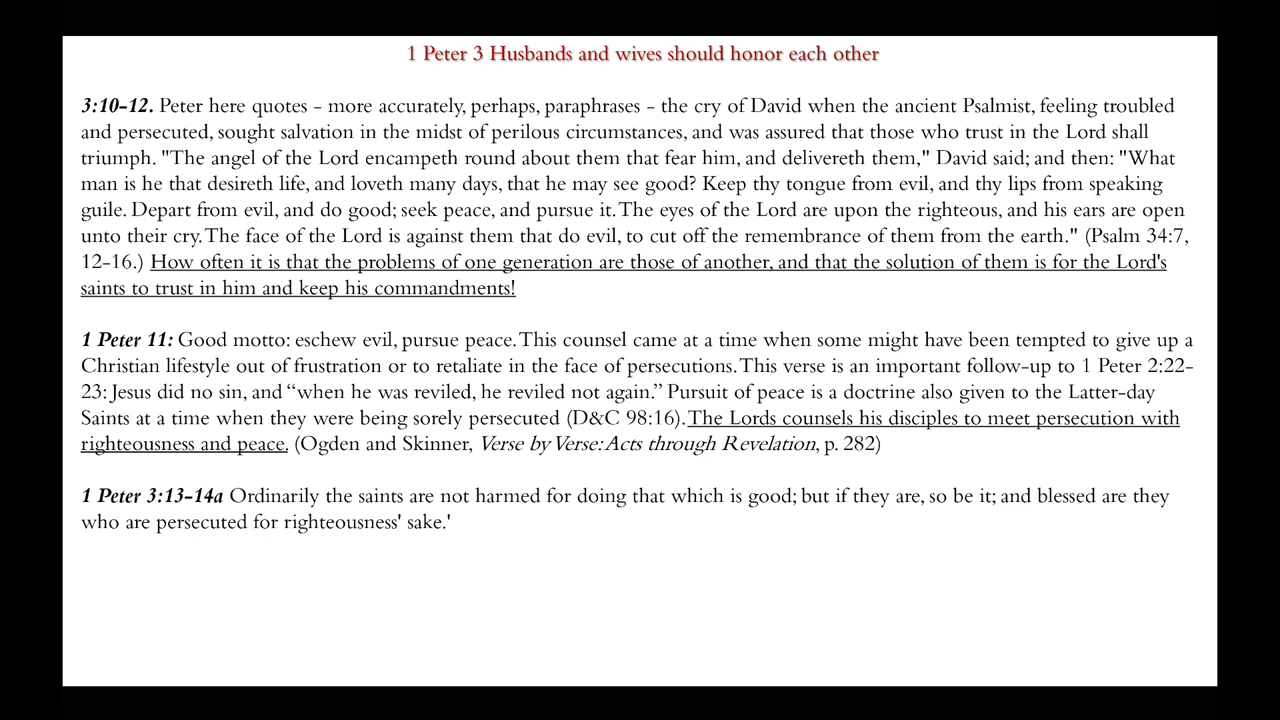 1 Peter 3 Husbands and wives should honor each other
3:10-12. Peter here quotes - more accurately, perhaps, paraphrases - the cry of David when the ancient Psalmist, feeling troubled
and persecuted, sought salvation in the midst of perilous circumstances, and was assured that those who trust in the Lord shall
triumph. "The angel of the Lord encampeth round about them that fear him, and delivereth them," David said; and then: "What
man is he that desireth life, and loveth many days, that he may see good? Keep thy tongue from evil, and thy lips from speaking
guile. Depart from evil, and do good; seek peace, and pursue it. The eyes of the Lord are upon the righteous, and his ears are open
unto their cry. The face of the Lord is against them that do evil, to cut off the remembrance of them from the earth." (Psalm 34:7,
12-16.) How often it is that the problems of one generation are those of another, and that the solution of them is for the Lord's
saints to trust in him and keep his commandments!
1 Peter 11: Good motto: eschew evil, pursue peace. This counsel came at a time when some might have been tempted to give up a
Christian lifestyle out of frustration or to retaliate in the face of persecutions. This verse is an important follow-up to 1 Peter 2:22-
23: Jesus did no sin, and “when he was reviled, he reviled not again.” Pursuit of peace is a doctrine also given to the Latter-day
Saints at a time when they were being sorely persecuted (D&C 98:16). The Lords counsels his disciples to meet persecution with
righteousness and peace. (Ogden and Skinner, Verse by Verse: Acts through Revelation, p. 282)
1 Peter 3:13-14a Ordinarily the saints are not harmed for doing that which is good; but if they are, so be it; and blessed are they
who are persecuted for righteousness' sake.'